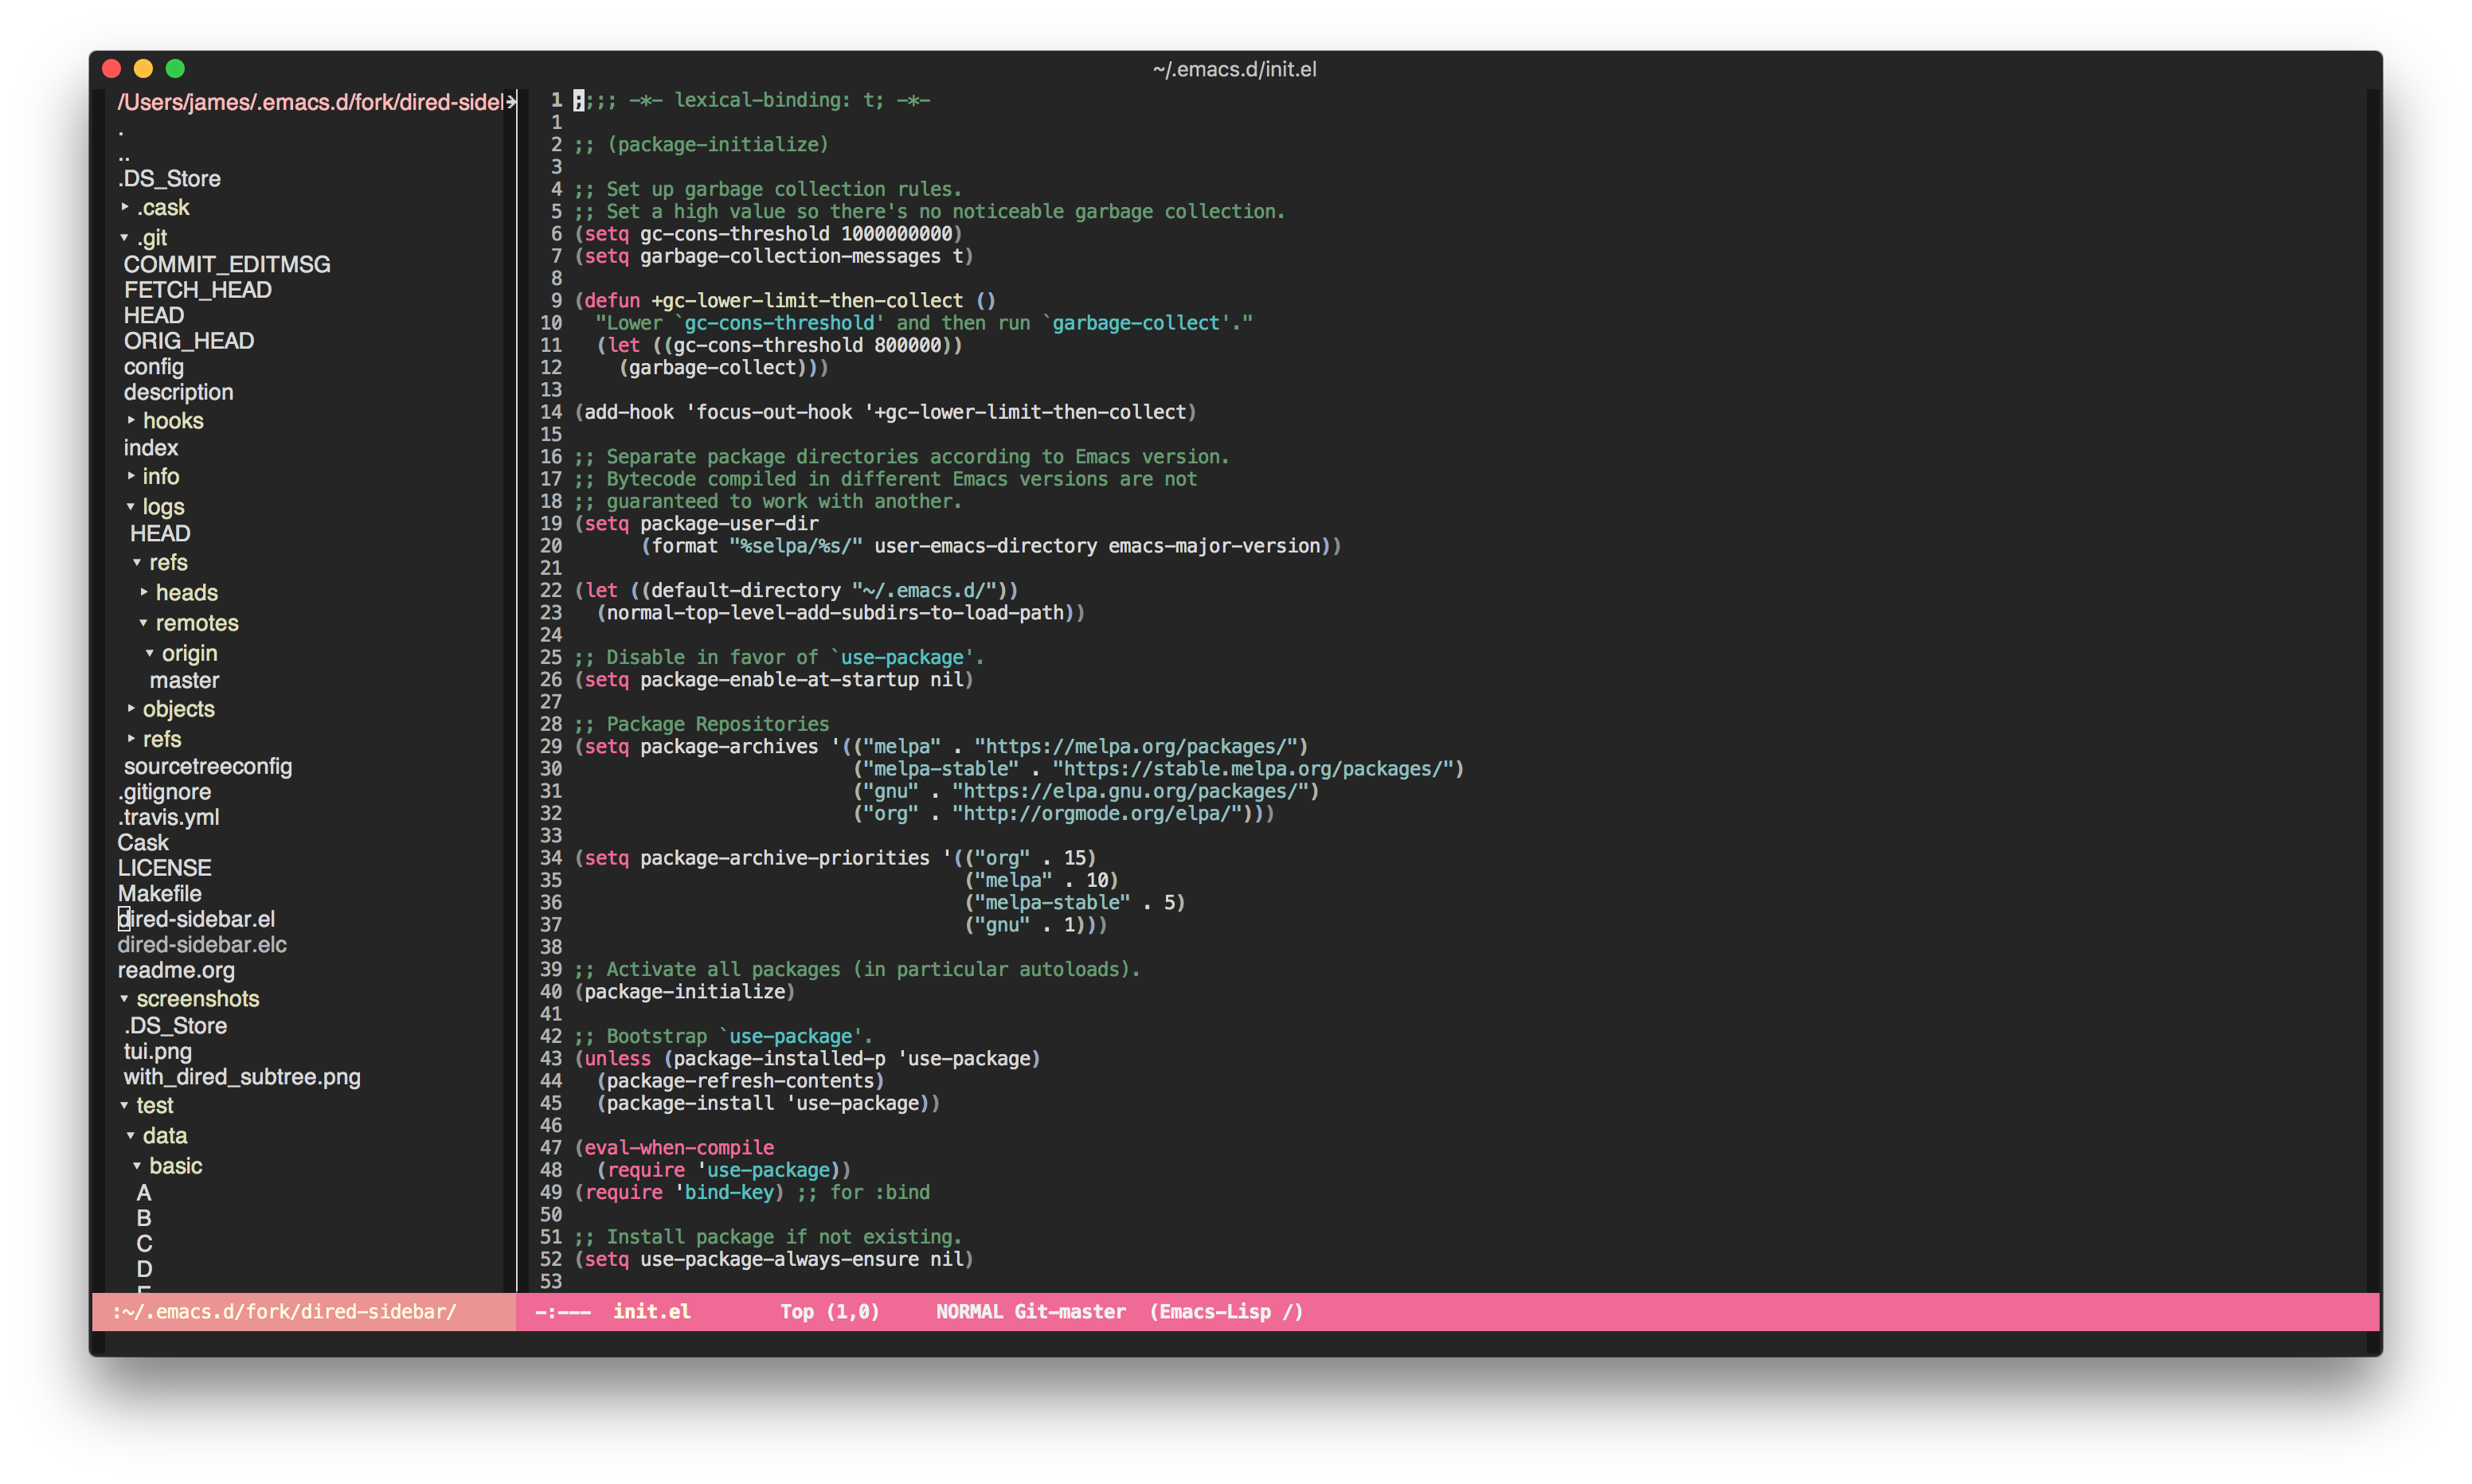 ~/.emacs.d/init.el
/Users/james/.emacs.d/fork/dired-sidel
.
..
.DS_Store
▸ .cask
▾ .git
COMMIT_EDITMSG
FETCH_HEAD
HEAD
ORIG_HEAD
config
description
▸ hooks
index
▸ info
▾ logs
HEAD
▾ refs
▸ heads
▾ remotes
▾ origin
master
▸ objects
▸ refs
sourcetreeconfig
.gitignore
.travis.yml
Cask
LICENSE
Makefile
dired-sidebar.el
dired-sidebar.elc
readme.org
▾ screenshots
.DS_Store
tui.png
with_dired_subtree.png
▾ test
▾ data
▾ basic
A
B
C
D
:~/.emacs.d/fork/dired-sidebar/
1 ;;;; -*- lexical-binding: t; -*-
1
2 ;; (package-initialize)
3
4 ;; Set up garbage collection rules.
5 ;; Set a high value so there's no noticeable garbage collection.
6 (setq gc-cons-threshold 1000000000)
7 (setq garbage-collection-messages t)
8
9 (defun +gc-lower-limit-then-collect ()
10   "Lower `gc-cons-threshold' and then run `garbage-collect'."
11   (let ((gc-cons-threshold 800000))
12     (garbage-collect)))
13
14 (add-hook 'focus-out-hook '+gc-lower-limit-then-collect)
15
16 ;; Separate package directories according to Emacs version.
17 ;; Bytecode compiled in different Emacs versions are not
18 ;; guaranteed to work with another.
19 (setq package-user-dir
20       (format "%selpa/%s/" user-emacs-directory emacs-major-version))
21
22 (let ((default-directory "~/.emacs.d/"))
23   (normal-top-level-add-subdirs-to-load-path))
24
25 ;; Disable in favor of `use-package'.
26 (setq package-enable-at-startup nil)
27
28 ;; Package Repositories
29 (setq package-archives '(("melpa" . "https://melpa.org/packages/")
30                          ("melpa-stable" . "https://stable.melpa.org/packages/")
31                          ("gnu" . "https://elpa.gnu.org/packages/")
32                          ("org" . "http://orgmode.org/elpa/")))
33
34 (setq package-archive-priorities '(("org" . 15)
35                                    ("melpa" . 10)
36                                    ("melpa-stable" . 5)
37                                    ("gnu" . 1)))
38
39 ;; Activate all packages (in particular autoloads).
40 (package-initialize)
41
42 ;; Bootstrap `use-package'.
43 (unless (package-installed-p 'use-package)
44   (package-refresh-contents)
45   (package-install 'use-package))
46
47 (eval-when-compile
48   (require 'use-package))
49 (require 'bind-key) ;; for :bind
50
51 ;; Install package if not existing.
52 (setq use-package-always-ensure nil)
53
-:--- init.el Top (1,0) NORMAL Git-master (Emacs-Lisp /)